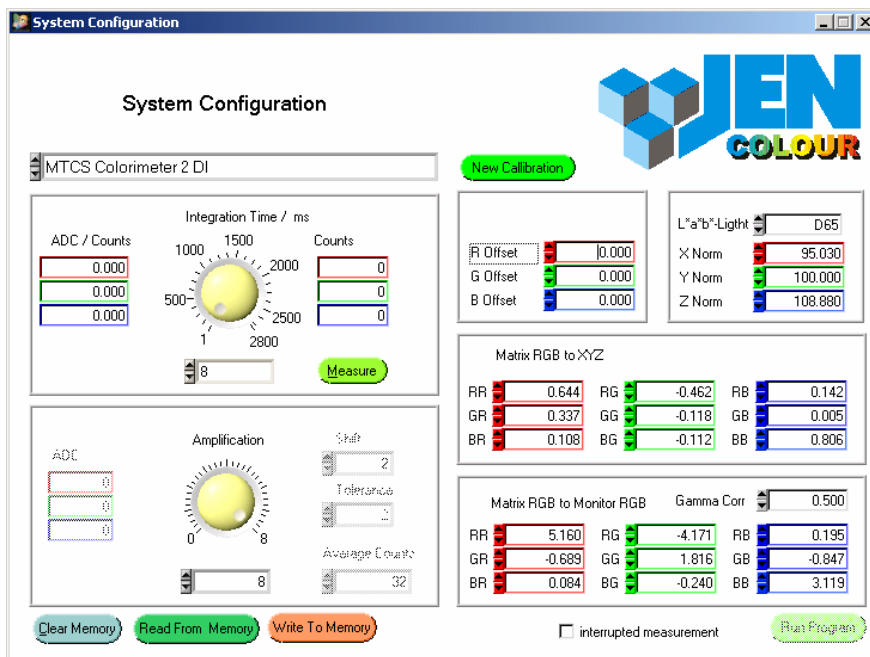 System Configuration
System Configuration
JEN
COLOUR
MTCS Colorimeter 2 DI
New Callibration
Integration Time / ms
ADC / Counts
Counts
0.000
0.000
0.000
1
500
1000
1500
2000
2500
2800
0
0
0
8
Measure
R Offset 0.000
G Offset 0.000
B Offset 0.000
L*a*b*-Ligtht D65
X Norm 95.030
Y Norm 100.000
Z Norm 108.880
Matrix RGB to XYZ
RR 0.644 RG -0.462 RB 0.142
GR 0.337 GG -0.118 GB 0.005
BR 0.108 BG -0.112 BB 0.806
ADC
0
0
0
Amplification
0 8
8
Shift
2
Tolerance
2
Average Counts
32
Matrix RGB to Monitor RGB Gamma Corr 0.500
RR 5.160 RG -4.171 RB 0.195
GR -0.689 GG 1.816 GB -0.847
BR 0.084 BG -0.240 BB 3.119
Clear Memory Read From Memory Write To Memory
interrupted measurement Run Program